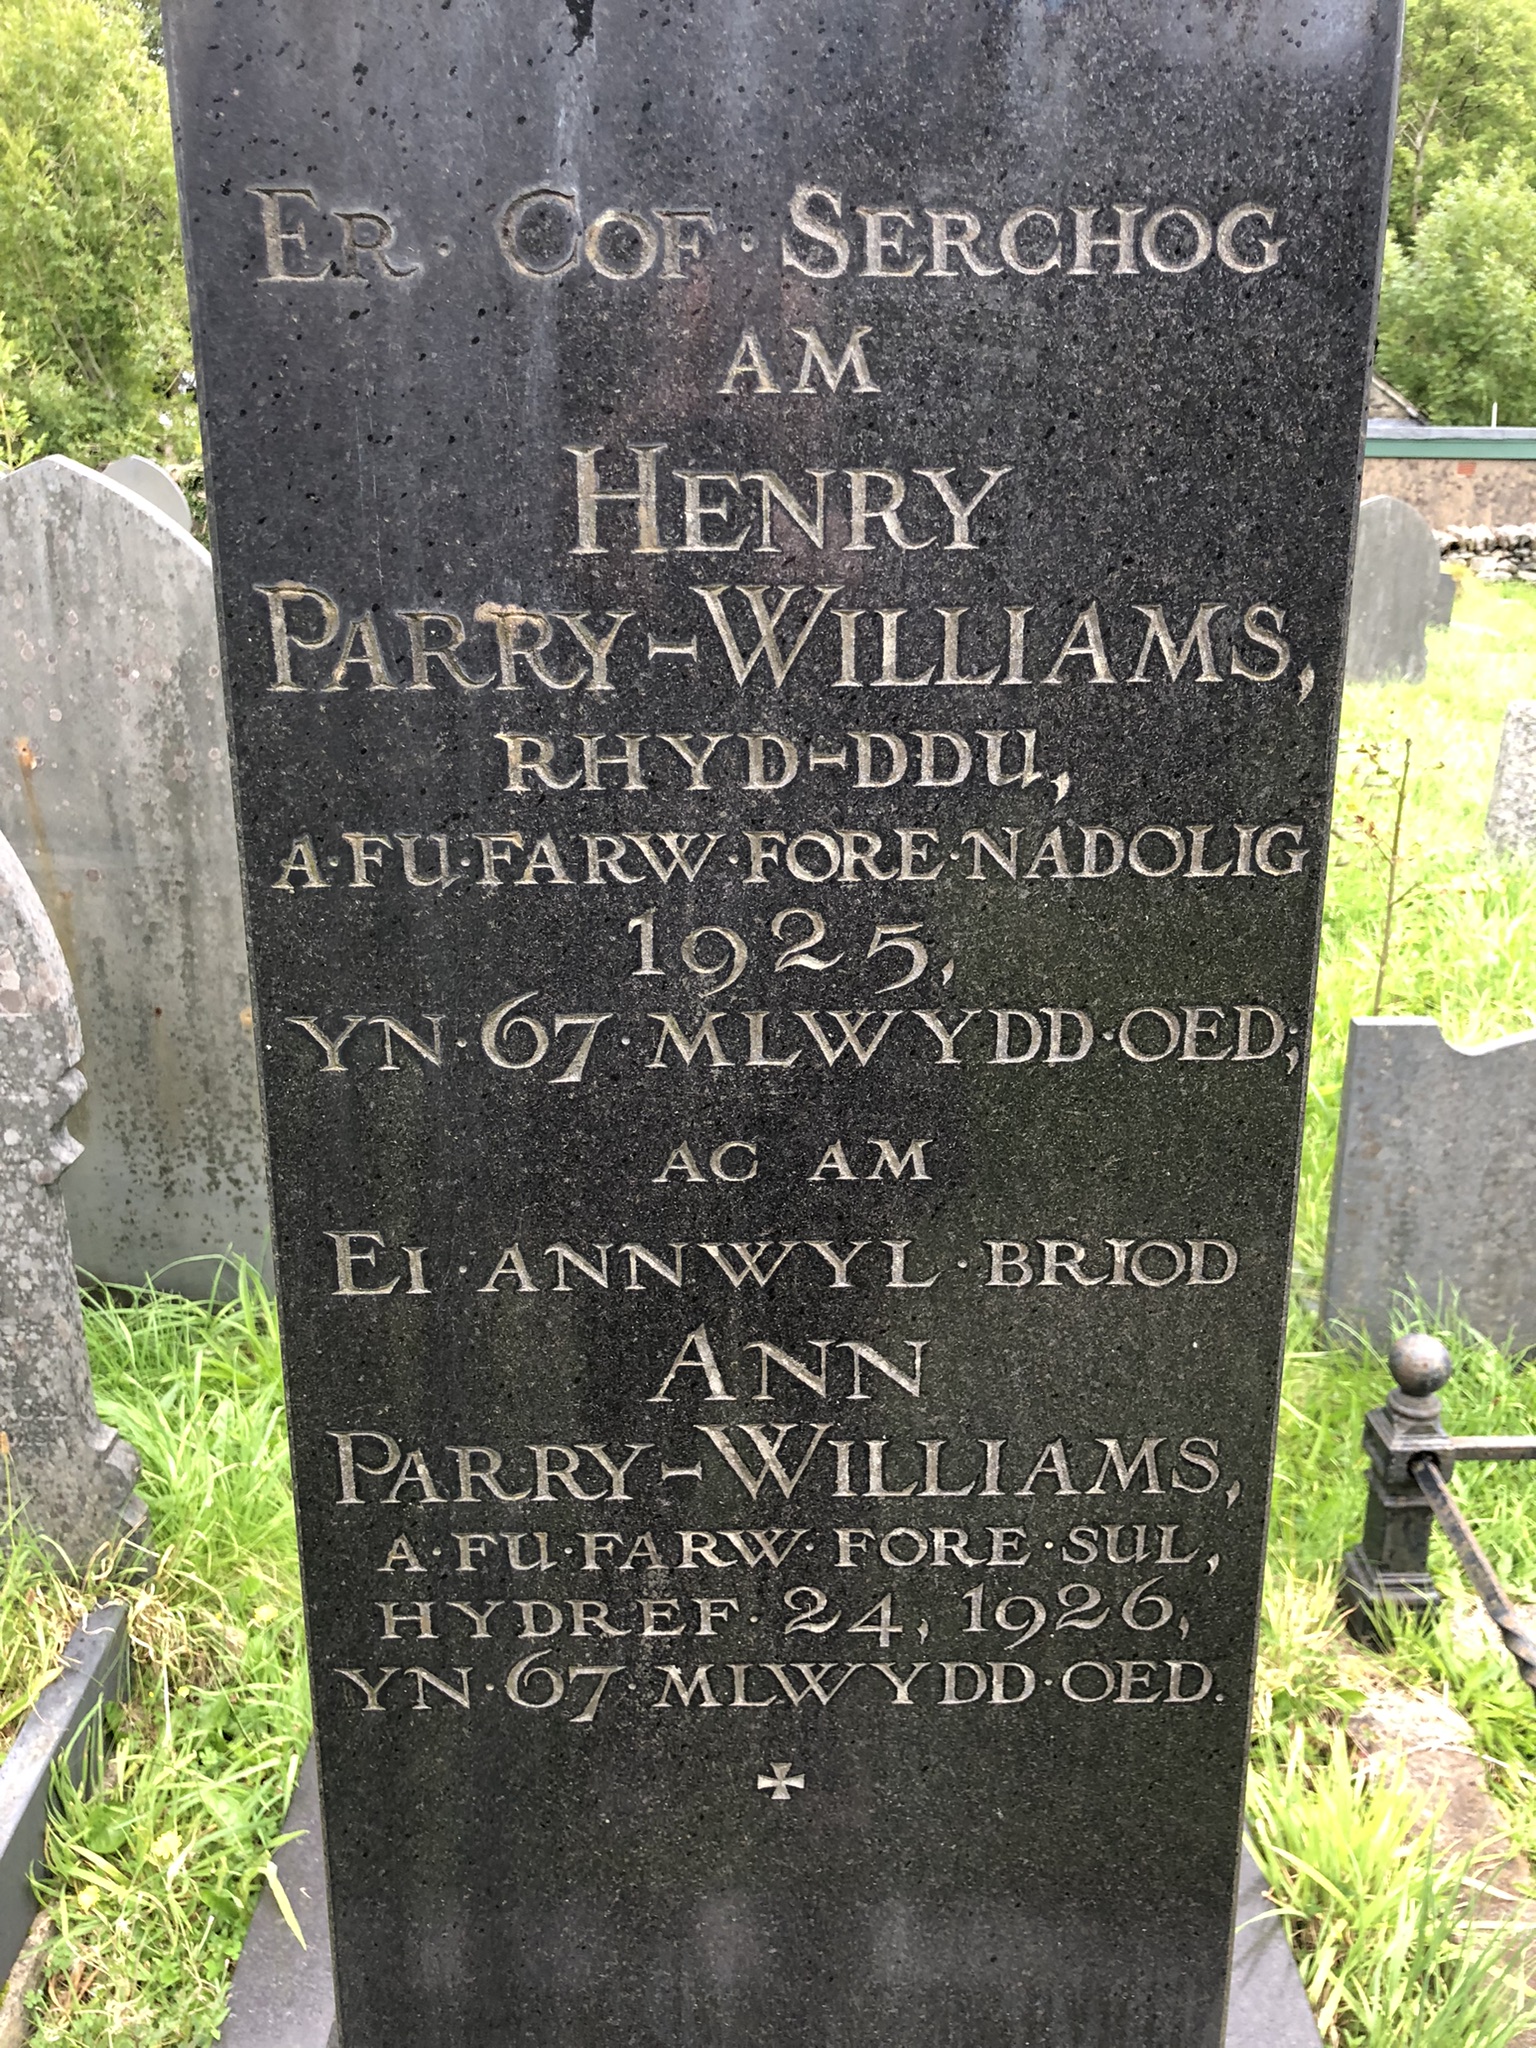 Er · Cof · Serchog
am
Henry
Parry-Williams,
Rhyd-ddu,
a · fu · farw · fore · Nadolig
1925,
yn · 67 · mlwydd · oed;
ac am
Ei · annwyl · briod
Ann
Parry-Williams,
a · fu · farw · fore · Sul,
Hydref · 24, 1926,
yn · 67 · mlwydd · oed.